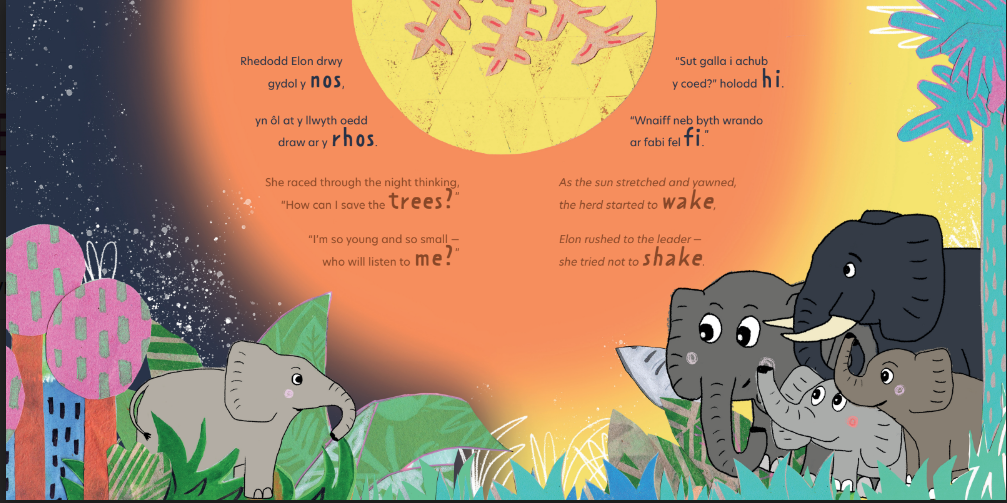 Rhedodd Elon drwy
gydol y nos,
yn ôl at y llwyth oedd
draw ar y rhos.
She raced through the night thinking,
“How can I save the trees?”
“I’m so young and so small –
who will listen to me?”
“Sut galla i achub
y coed?” holodd hi.
“Wnaiff neb byth wrando
ar fabi fel fi.”
As the sun stretched and yawned,
the herd started to wake,
Elon rushed to the leader –
she tried not to shake.